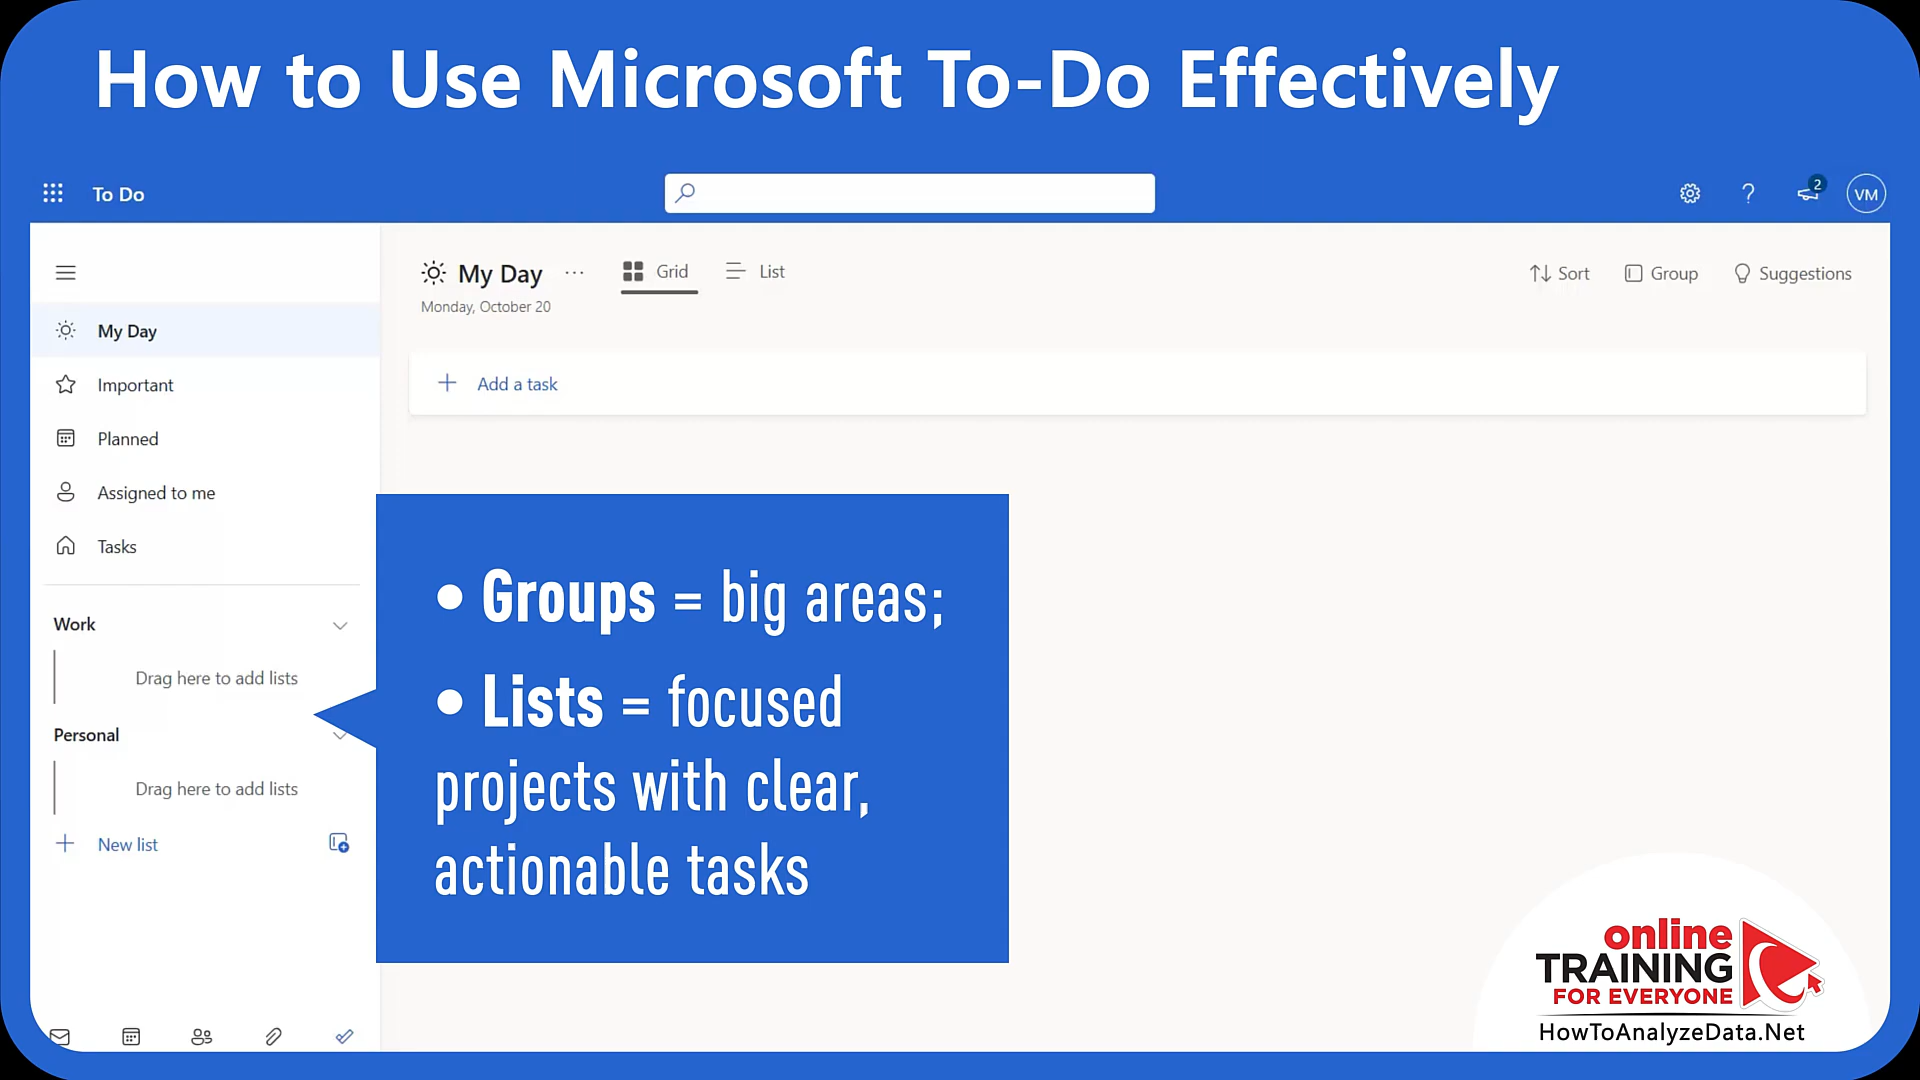 How to Use Microsoft To-Do Effectively
To Do
2
VM
My Day
Important
Planned
Assigned to me
Tasks
Work
Drag here to add lists
Personal
Drag here to add lists
New list
My Day ...
Grid
List
Sort
Group
Suggestions
Monday, October 20
Add a task
• Groups = big areas;
• Lists = focused
projects with clear,
actionable tasks
online
TRAINING
FOR EVERYONE
HowToAnalyzeData.Net